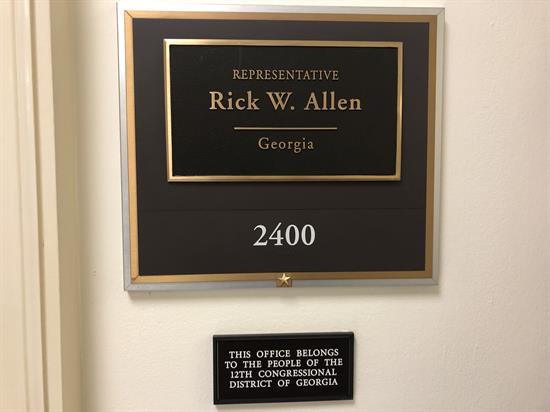 REPRESENTATIVE
Rick W. Allen
Georgia
2400
THIS OFFICE BELONGS
TO THE PEOPLE OF THE
12TH CONGRESSIONAL
DISTRICT OF GEORGIA